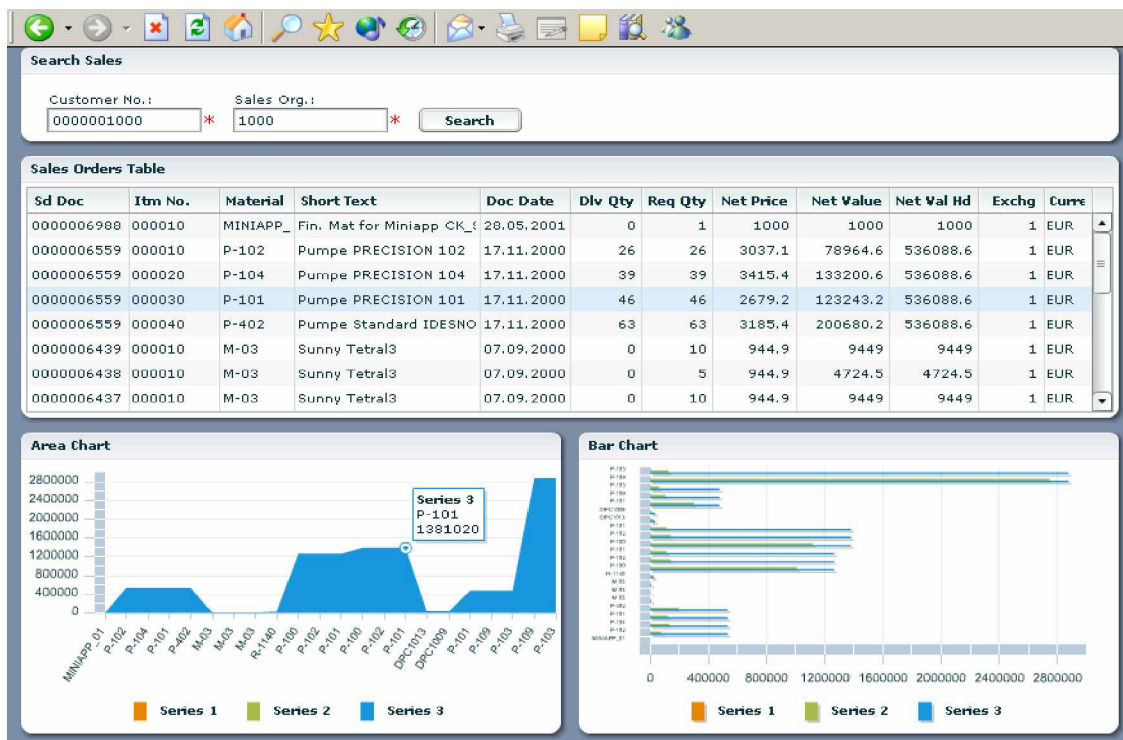 Search Sales
Customer No.: Sales Org.:
0000001000 * 1000 * Search
Sales Orders Table
Sd Doc Itm No. Material Short Text Doc Date Dlv Qty Req Qty Net Price Net Value Net Val Hd Exchg Curre
0000006988 000010 MINIAPP_ Fin. Mat for Miniapp CK_S 28.05.2001 0 1 1000 1000 1000 1 EUR
0000006559 000010 P-102 Pumpe PRECISION 102 17.11.2000 26 26 3037.1 78964.6 536088.6 1 EUR
0000006559 000020 P-104 Pumpe PRECISION 104 17.11.2000 39 39 3415.4 133200.6 536088.6 1 EUR
0000006559 000030 P-101 Pumpe PRECISION 101 17.11.2000 46 46 2679.2 123243.2 536088.6 1 EUR
0000006559 000040 P-402 Pumpe Standard IDESNO 17.11.2000 63 63 3185.4 200680.2 536088.6 1 EUR
0000006439 000010 M-03 Sunny Tetral3 07.09.2000 0 10 944.9 9449 9449 1 EUR
0000006438 000010 M-03 Sunny Tetral3 07.09.2000 0 5 944.9 4724.5 4724.5 1 EUR
0000006437 000010 M-03 Sunny Tetral3 07.09.2000 0 10 944.9 9449 9449 1 EUR
Area Chart
2800000
2400000
2000000
1600000
1200000
800000
400000
0
Series 3
P-101
1381020
MINIAPP_01 P-102 P-104 P-101 P-402 M-03 M-03 M-03 R-1140 P-100 P-102 P-101 P-100 P-102 P-101 DPC1013 DPC1009 P-101 P-109 P-103 P-109 P-103
Series 1 Series 2 Series 3
Bar Chart
0 400000 800000 1200000 1600000 2000000 2400000 2800000
Series 1 Series 2 Series 3